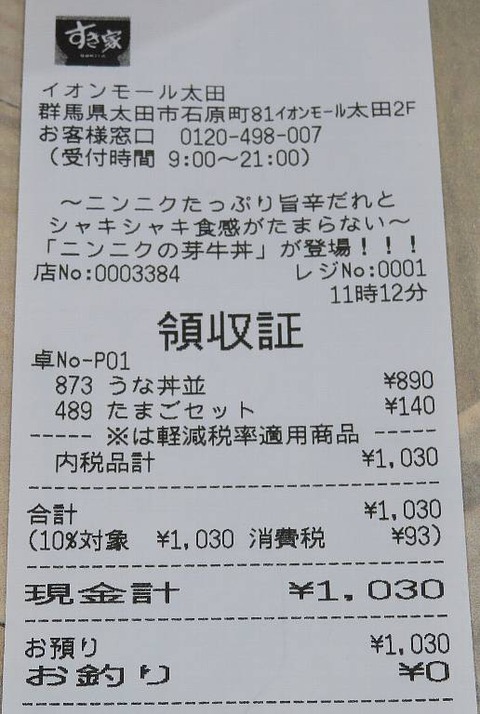 すき家
イオンモール太田
群馬県太田市石原町81イオンモール太田2F
お客様窓口 0120-498-007
(受付時間 9:00～21:00)
～ニンニクたっぷり旨辛だれと
シャキシャキ食感がたまらない～
「ニンニクの芽牛丼」が登場！！！
店No:0003384 レジNo:0001
11時12分
領収証
卓No-P01
873 うな丼並 ¥890
489 たまごセット ¥140
----- ※は軽減税率適用商品 -----
内税品計 ¥1,030
合計 ¥1,030
(10%対象 ¥1,030 消費税 ¥93)
現金計 ¥1,030
お預り ¥1,030
お釣り ¥0